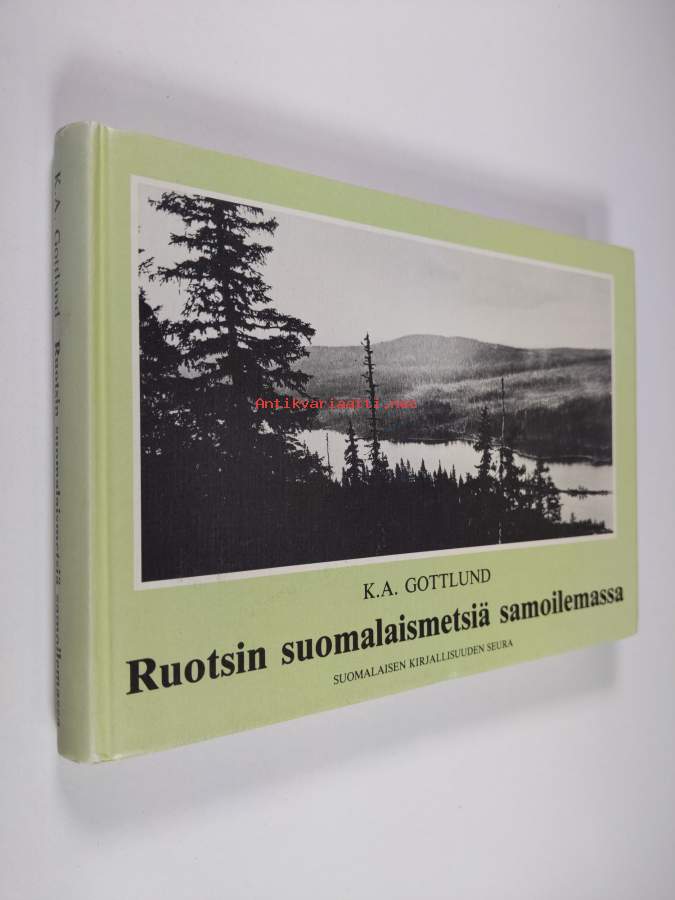 K.A. Gottlund Ruotsin suomalaismetsiä samoilemassa
Antikvariaatti.net
K.A. GOTTLUND
Ruotsin suomalaismetsiä samoilemassa
SUOMALAISEN KIRJALLISUUDEN SEURA